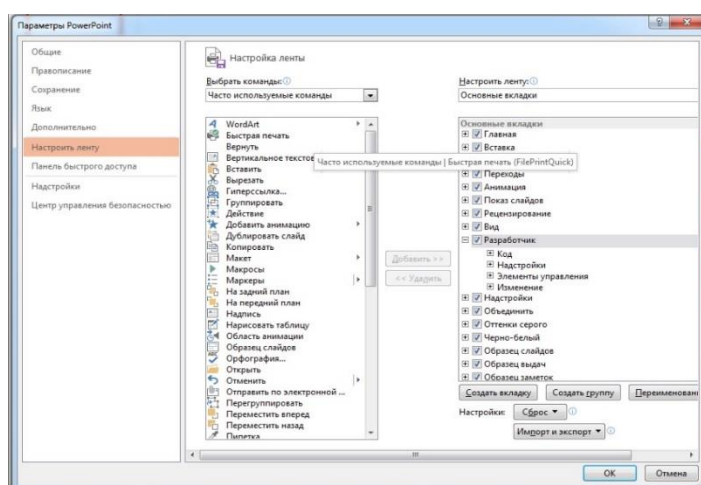 Параметры PowerPoint
Общие
Правописание
Сохранение
Язык
Дополнительно
Настроить ленту
Панель быстрого доступа
Надстройки
Центр управления безопасностью
Настройка ленты
Выбрать команды:
Часто используемые команды
WordArt
Быстрая печать
Вернуть
Вертикальное текстов
Вставить
Вырезать
Гиперссылка...
Группировать
Действие
Добавить анимацию
Дублировать слайд
Копировать
Макет
Макросы
Маркеры
На задний план
На передний план
Надпись
Нарисовать таблицу
Область анимации
Образец слайдов
Орфография...
Открыть
Отменить
Отправить по электронной ...
Перегруппировать
Переместить вперед
Переместить назад
Пипетка
Часто используемые команды | Быстрая печать (FilePrintQuick)
Добавить >>
<< Удалить
Настроить ленту:
Основные вкладки
Основные вкладки
Главная
Вставка
Переходы
Анимация
Показ слайдов
Рецензирование
Вид
Разработчик
Код
Надстройки
Элементы управления
Изменение
Надстройки
Объединить
Оттенки серого
Черно-белый
Образец слайдов
Образец выдач
Образец заметок
Создать вкладку
Создать группу
Переименован
Настройки:
Сброс
Импорт и экспорт
ОК
Отмена